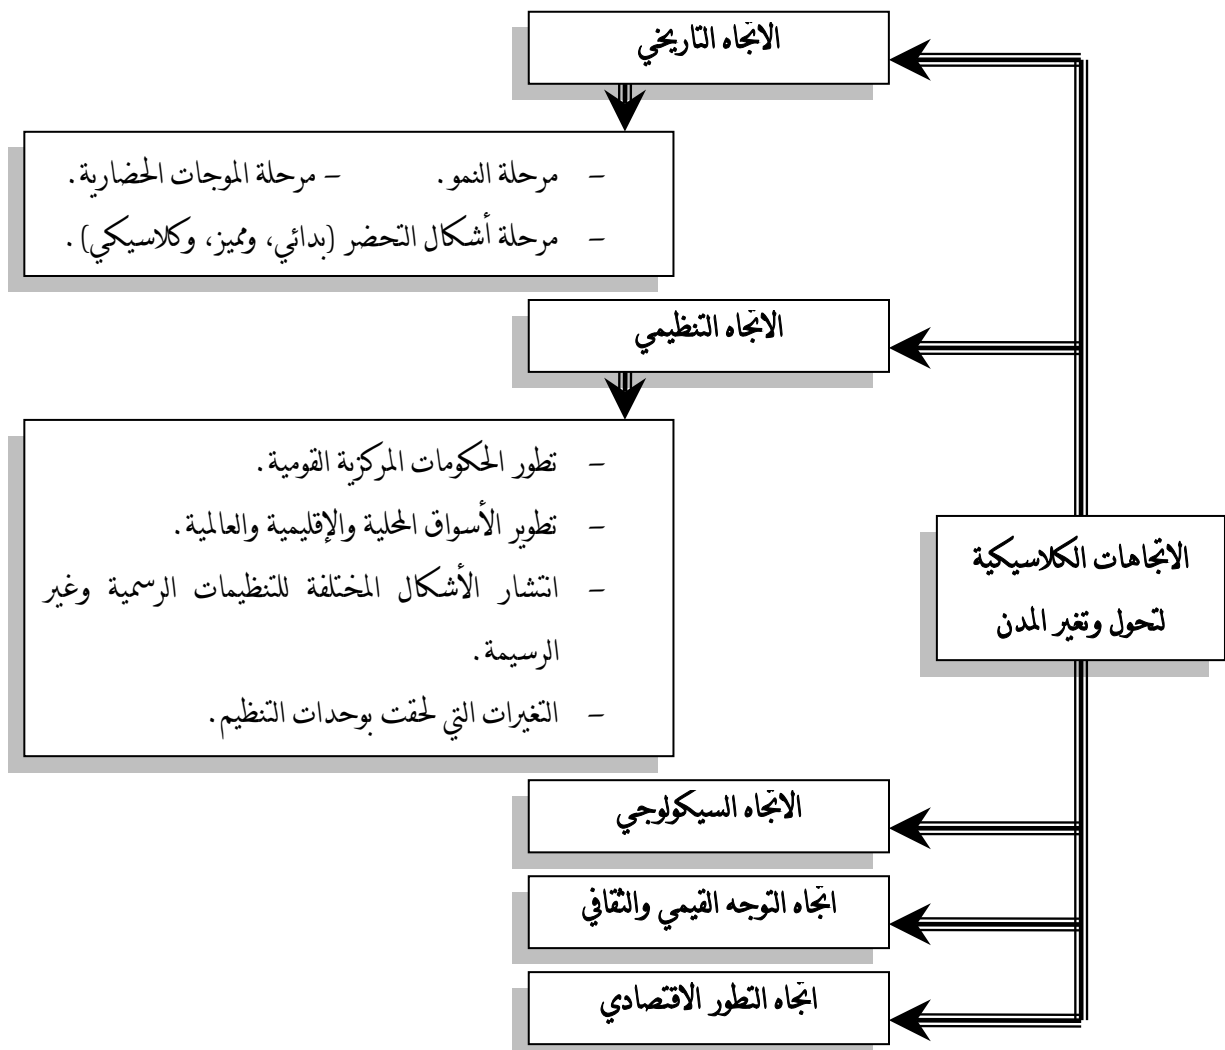 الاتجاه التاريخي
- مرحلة النمو. - مرحلة الموجات الحضارية.
- مرحلة أشكال التحضر (بدائي، ومميز، وكلاسيكي).
الاتجاه التنظيمي
- تطور الحكومات المركزية القومية.
- تطوير الأسواق المحلية والإقليمية والعالمية.
- انتشار الأشكال المختلفة للتنظيمات الرسمية وغير
الرسيمة.
- التغيرات التي لحقت بوحدات التنظيم.
الاتجاهات الكلاسيكية
لتحول وتغير المدن
الاتجاه السيكولوجي
اتجاه التوجه القيمي والثقافي
اتجاه التطور الاقتصادي